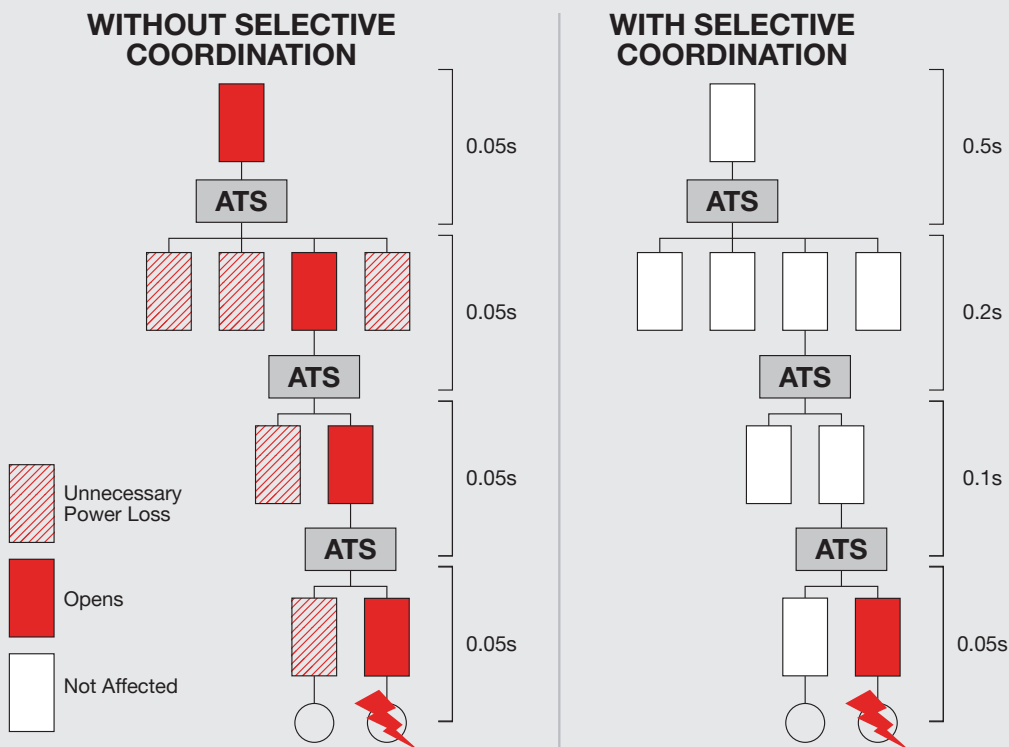 WITHOUT SELECTIVE
COORDINATION
0.05s
ATS
0.05s
ATS
0.05s
ATS
0.05s
Unnecessary
Power Loss
Opens
Not Affected
WITH SELECTIVE
COORDINATION
0.5s
ATS
0.2s
ATS
0.1s
ATS
0.05s